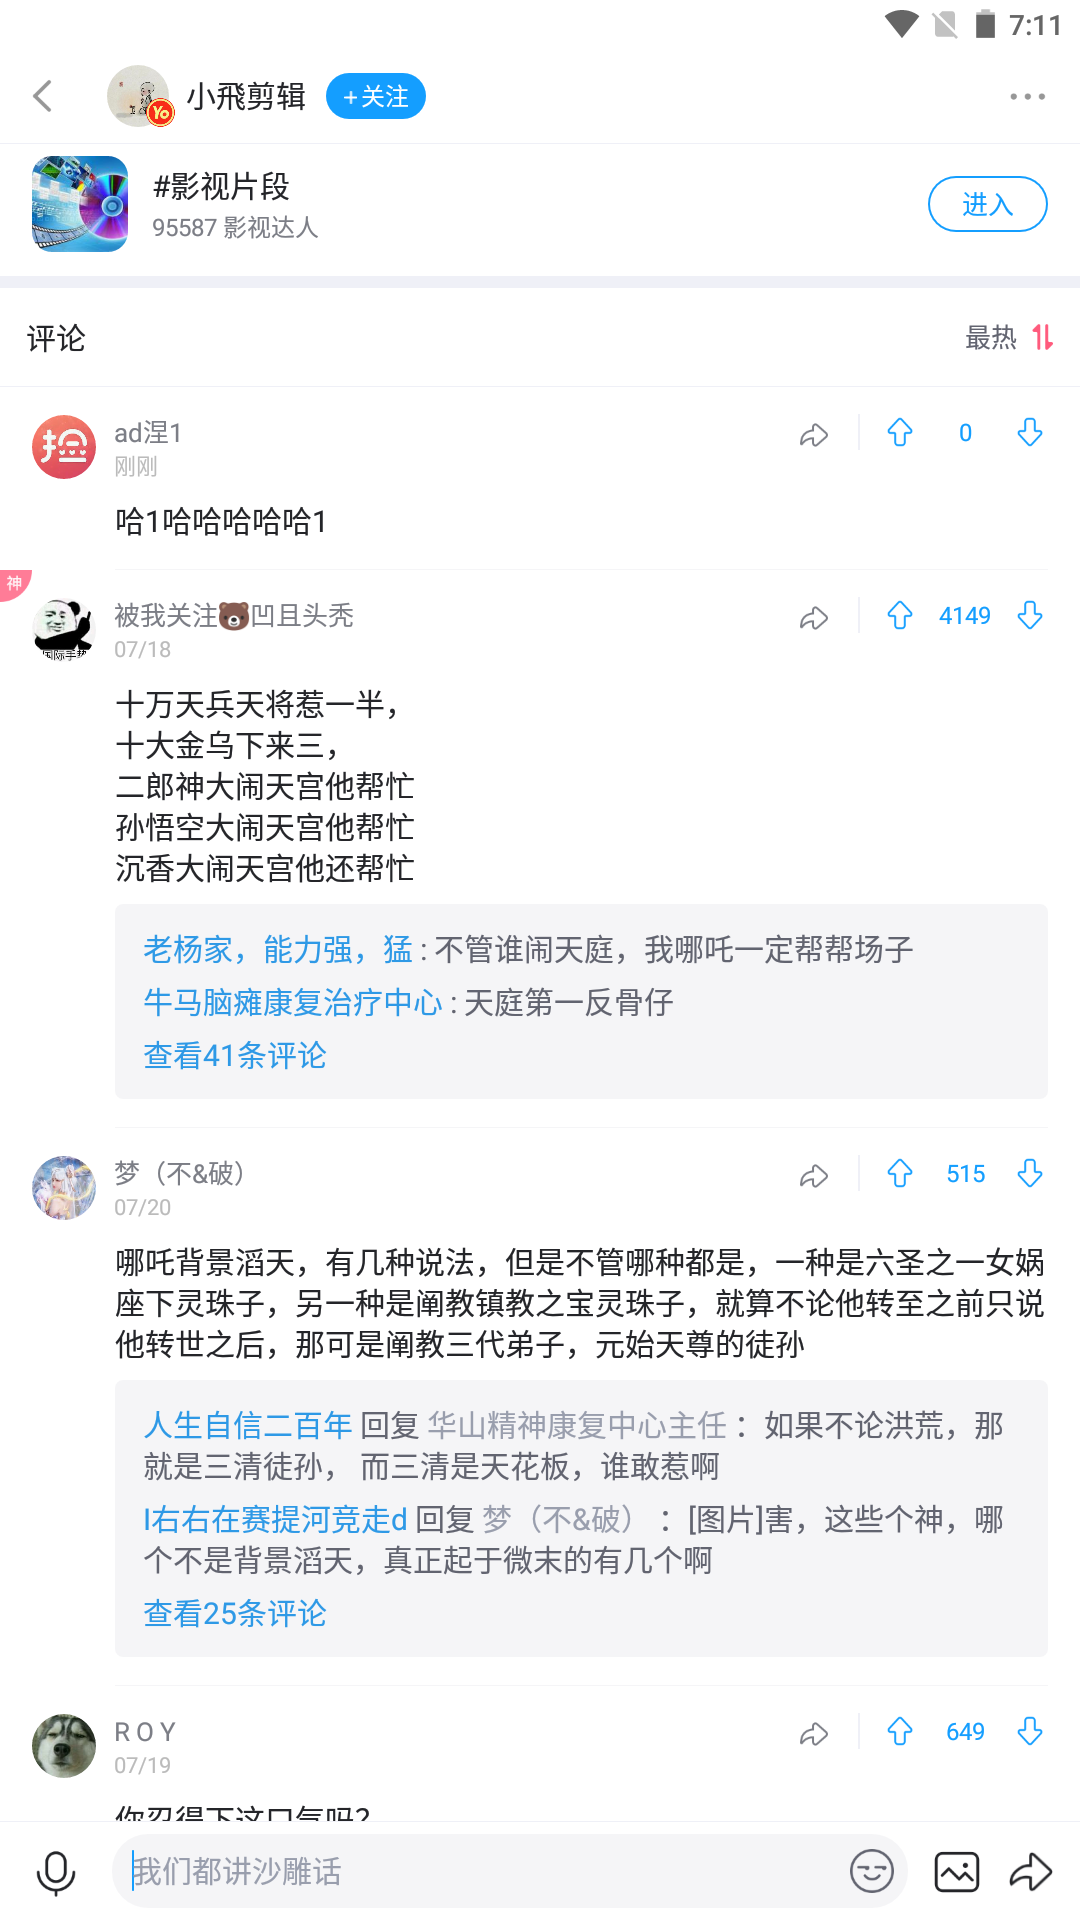 7:11
小飛剪辑
Yo
+关注
#影视片段
95587 影视达人
进入
评论
最热
捡
ad涅1
刚刚
0
哈1哈哈哈哈哈1
神
被我关注🐻凹且头秃
07/18
4149
十万天兵天将惹一半，
十大金乌下来三，
二郎神大闹天宫他帮忙
孙悟空大闹天宫他帮忙
沉香大闹天宫他还帮忙
老杨家，能力强，猛 : 不管谁闹天庭，我哪吒一定帮帮场子
牛马脑瘫康复治疗中心 : 天庭第一反骨仔
查看41条评论
梦（不&破）
07/20
515
哪吒背景滔天，有几种说法，但是不管哪种都是，一种是六圣之一女娲
座下灵珠子，另一种是阐教镇教之宝灵珠子，就算不论他转至之前只说
他转世之后，那可是阐教三代弟子，元始天尊的徒孙
人生自信二百年 回复 华山精神康复中心主任 ：如果不论洪荒，那
就是三清徒孙， 而三清是天花板，谁敢惹啊
I右右在赛提河竞走d 回复 梦（不&破） ：[图片]害，这些个神，哪
个不是背景滔天，真正起于微末的有几个啊
查看25条评论
R O Y
07/19
649
你忍得下这口气吗？
我们都讲沙雕话